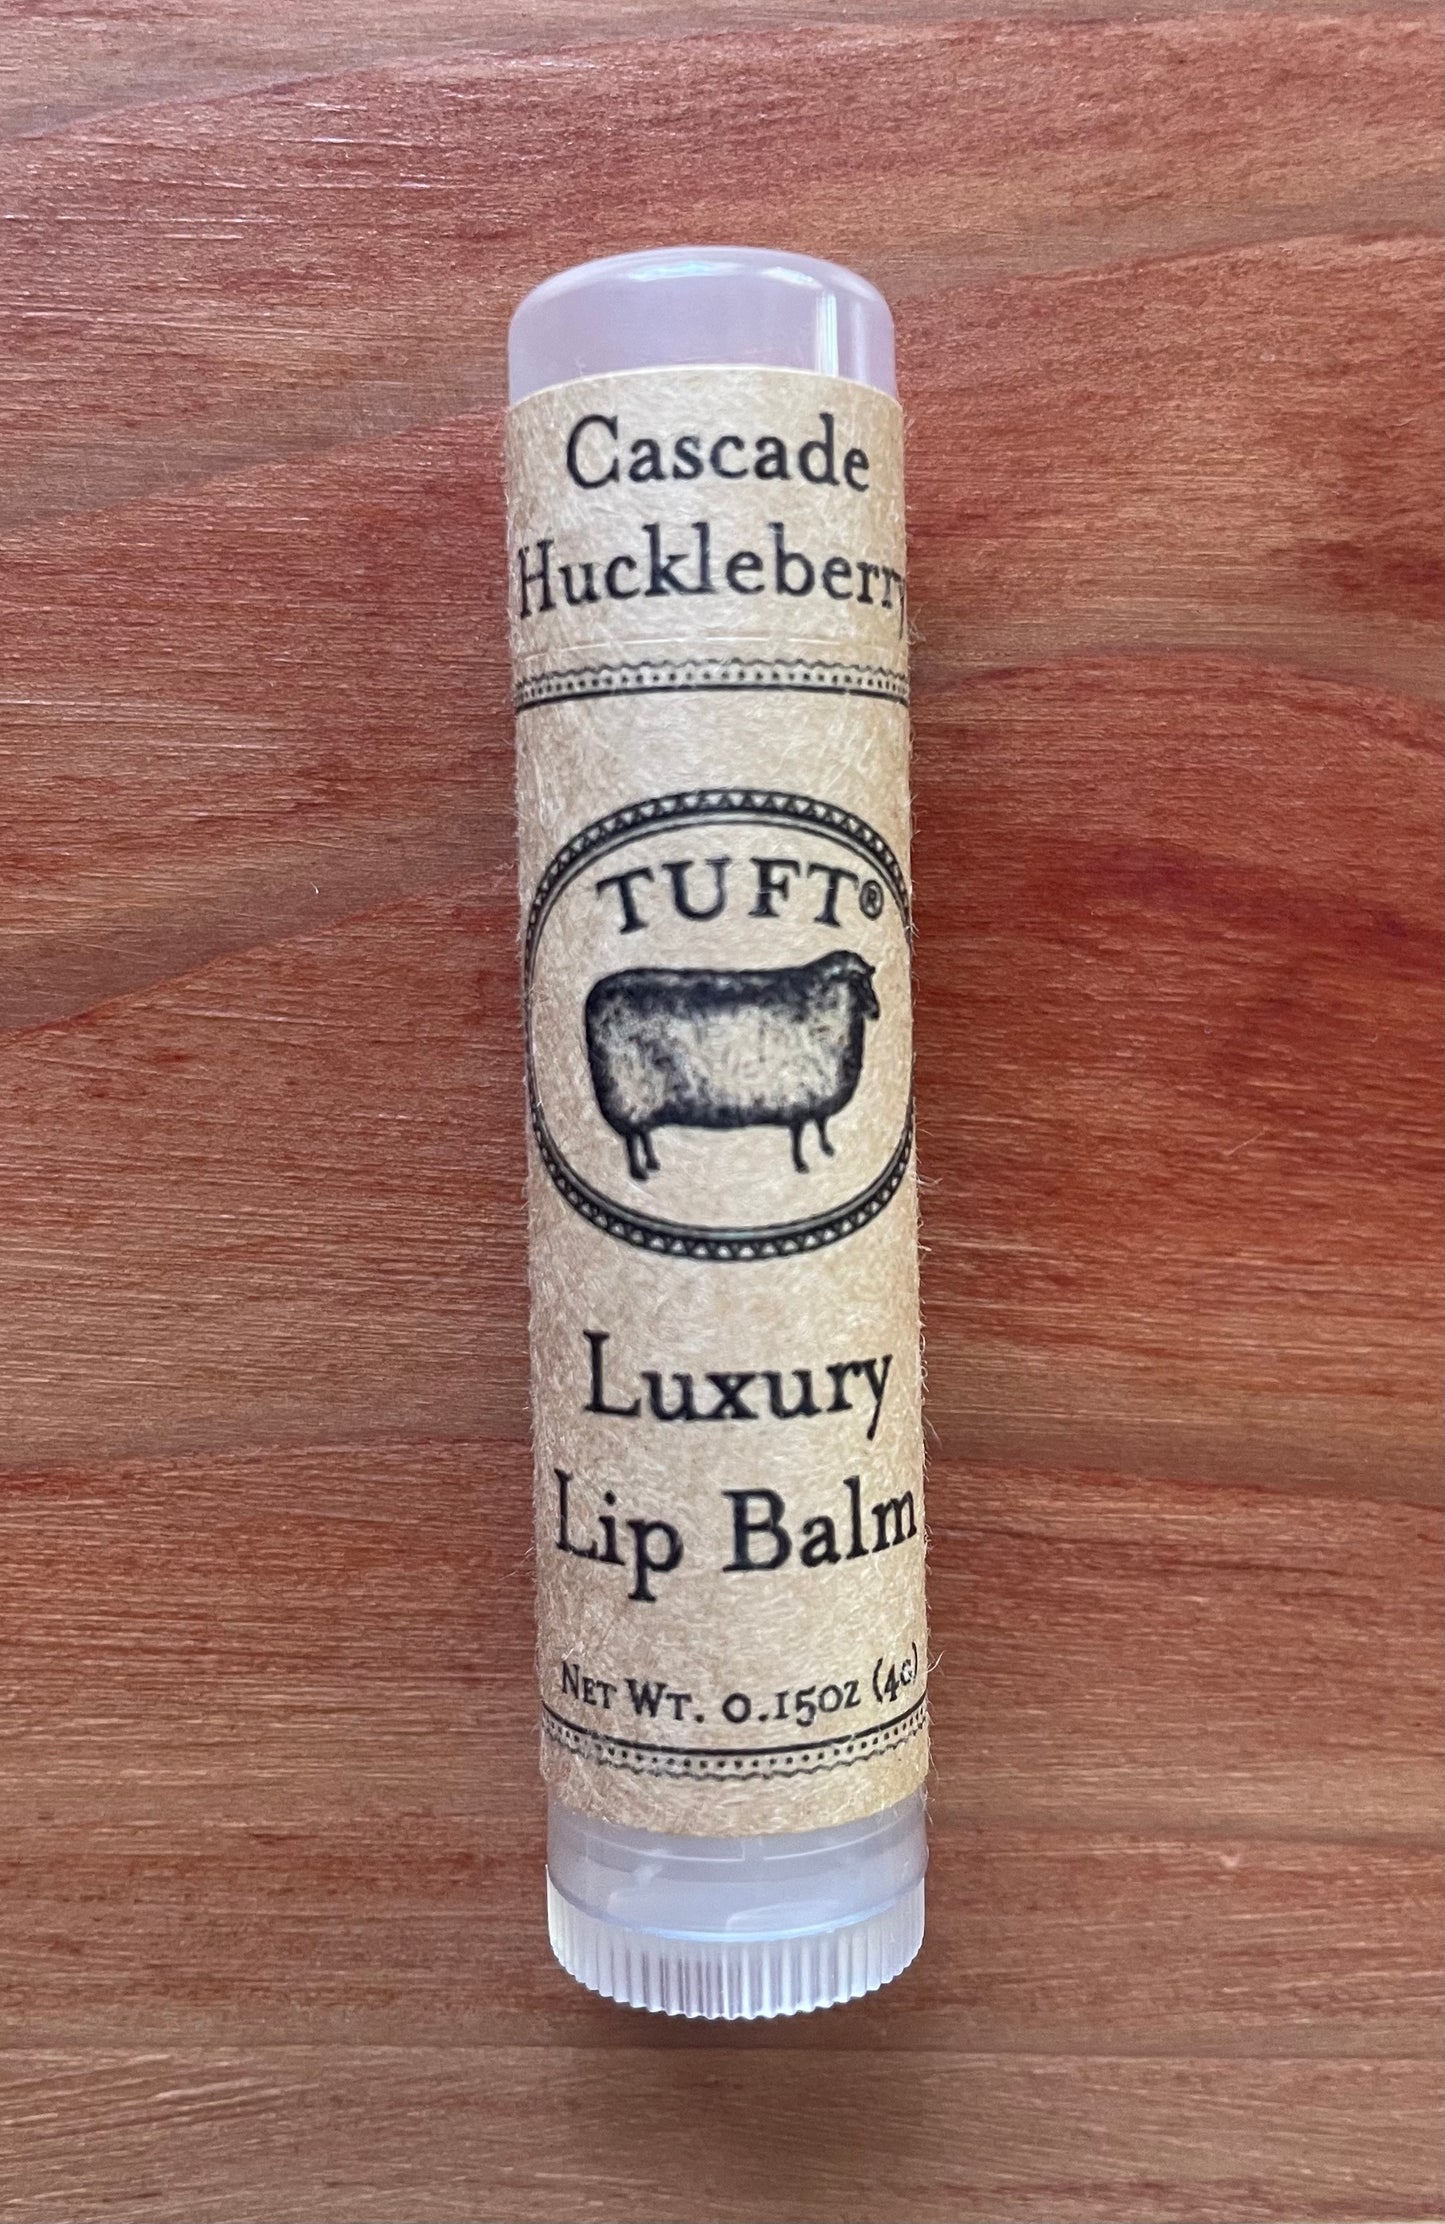 Cascade
Huckleberry
TUFT®
Luxury
Lip Balm
Net Wt. 0.15oz (4g)